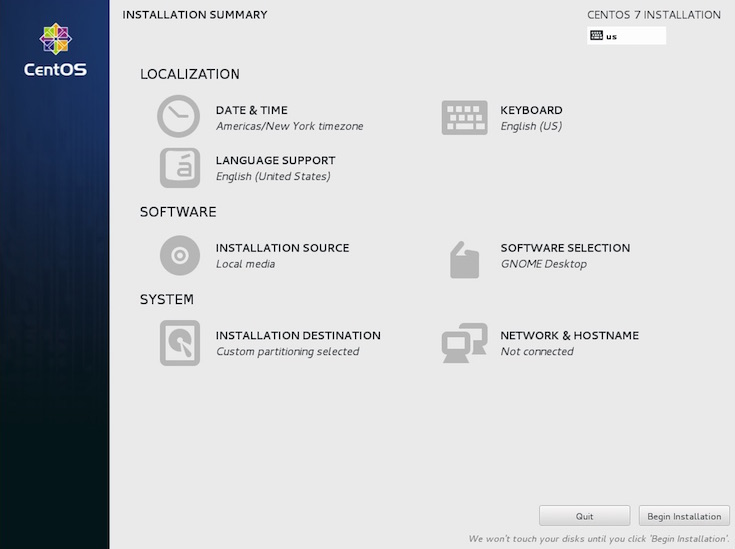 INSTALLATION SUMMARY
CENTOS 7 INSTALLATION
us
CentOS
LOCALIZATION
DATE & TIME
Americas/New York timezone
KEYBOARD
English (US)
á
LANGUAGE SUPPORT
English (United States)
SOFTWARE
INSTALLATION SOURCE
Local media
SOFTWARE SELECTION
GNOME Desktop
SYSTEM
INSTALLATION DESTINATION
Custom partitioning selected
NETWORK & HOSTNAME
Not connected
Quit
Begin Installation
We won't touch your disks until you click 'Begin Installation'.